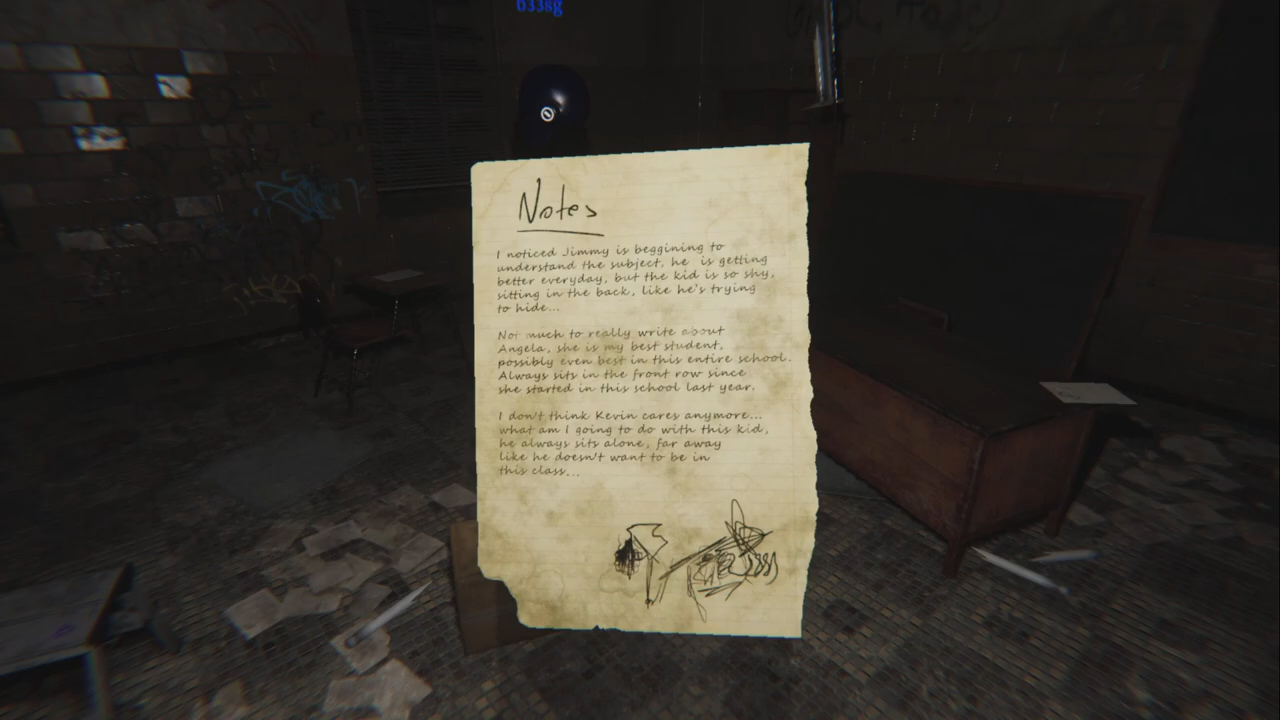 b338g
Notes
I noticed Jimmy is beggining to
understand the subject, he is getting
better everyday, but the kid is so shy,
sitting in the back, like he's trying
to hide...
Not much to really write about
Angela, she is my best student,
possibly even best in this entire school.
Always sits in the front row since
she started in this school last year.
I don't think Kevin cares anymore...
what am I going to do with this kid,
he always sits alone, far away
like he doesn't want to be in
this class...